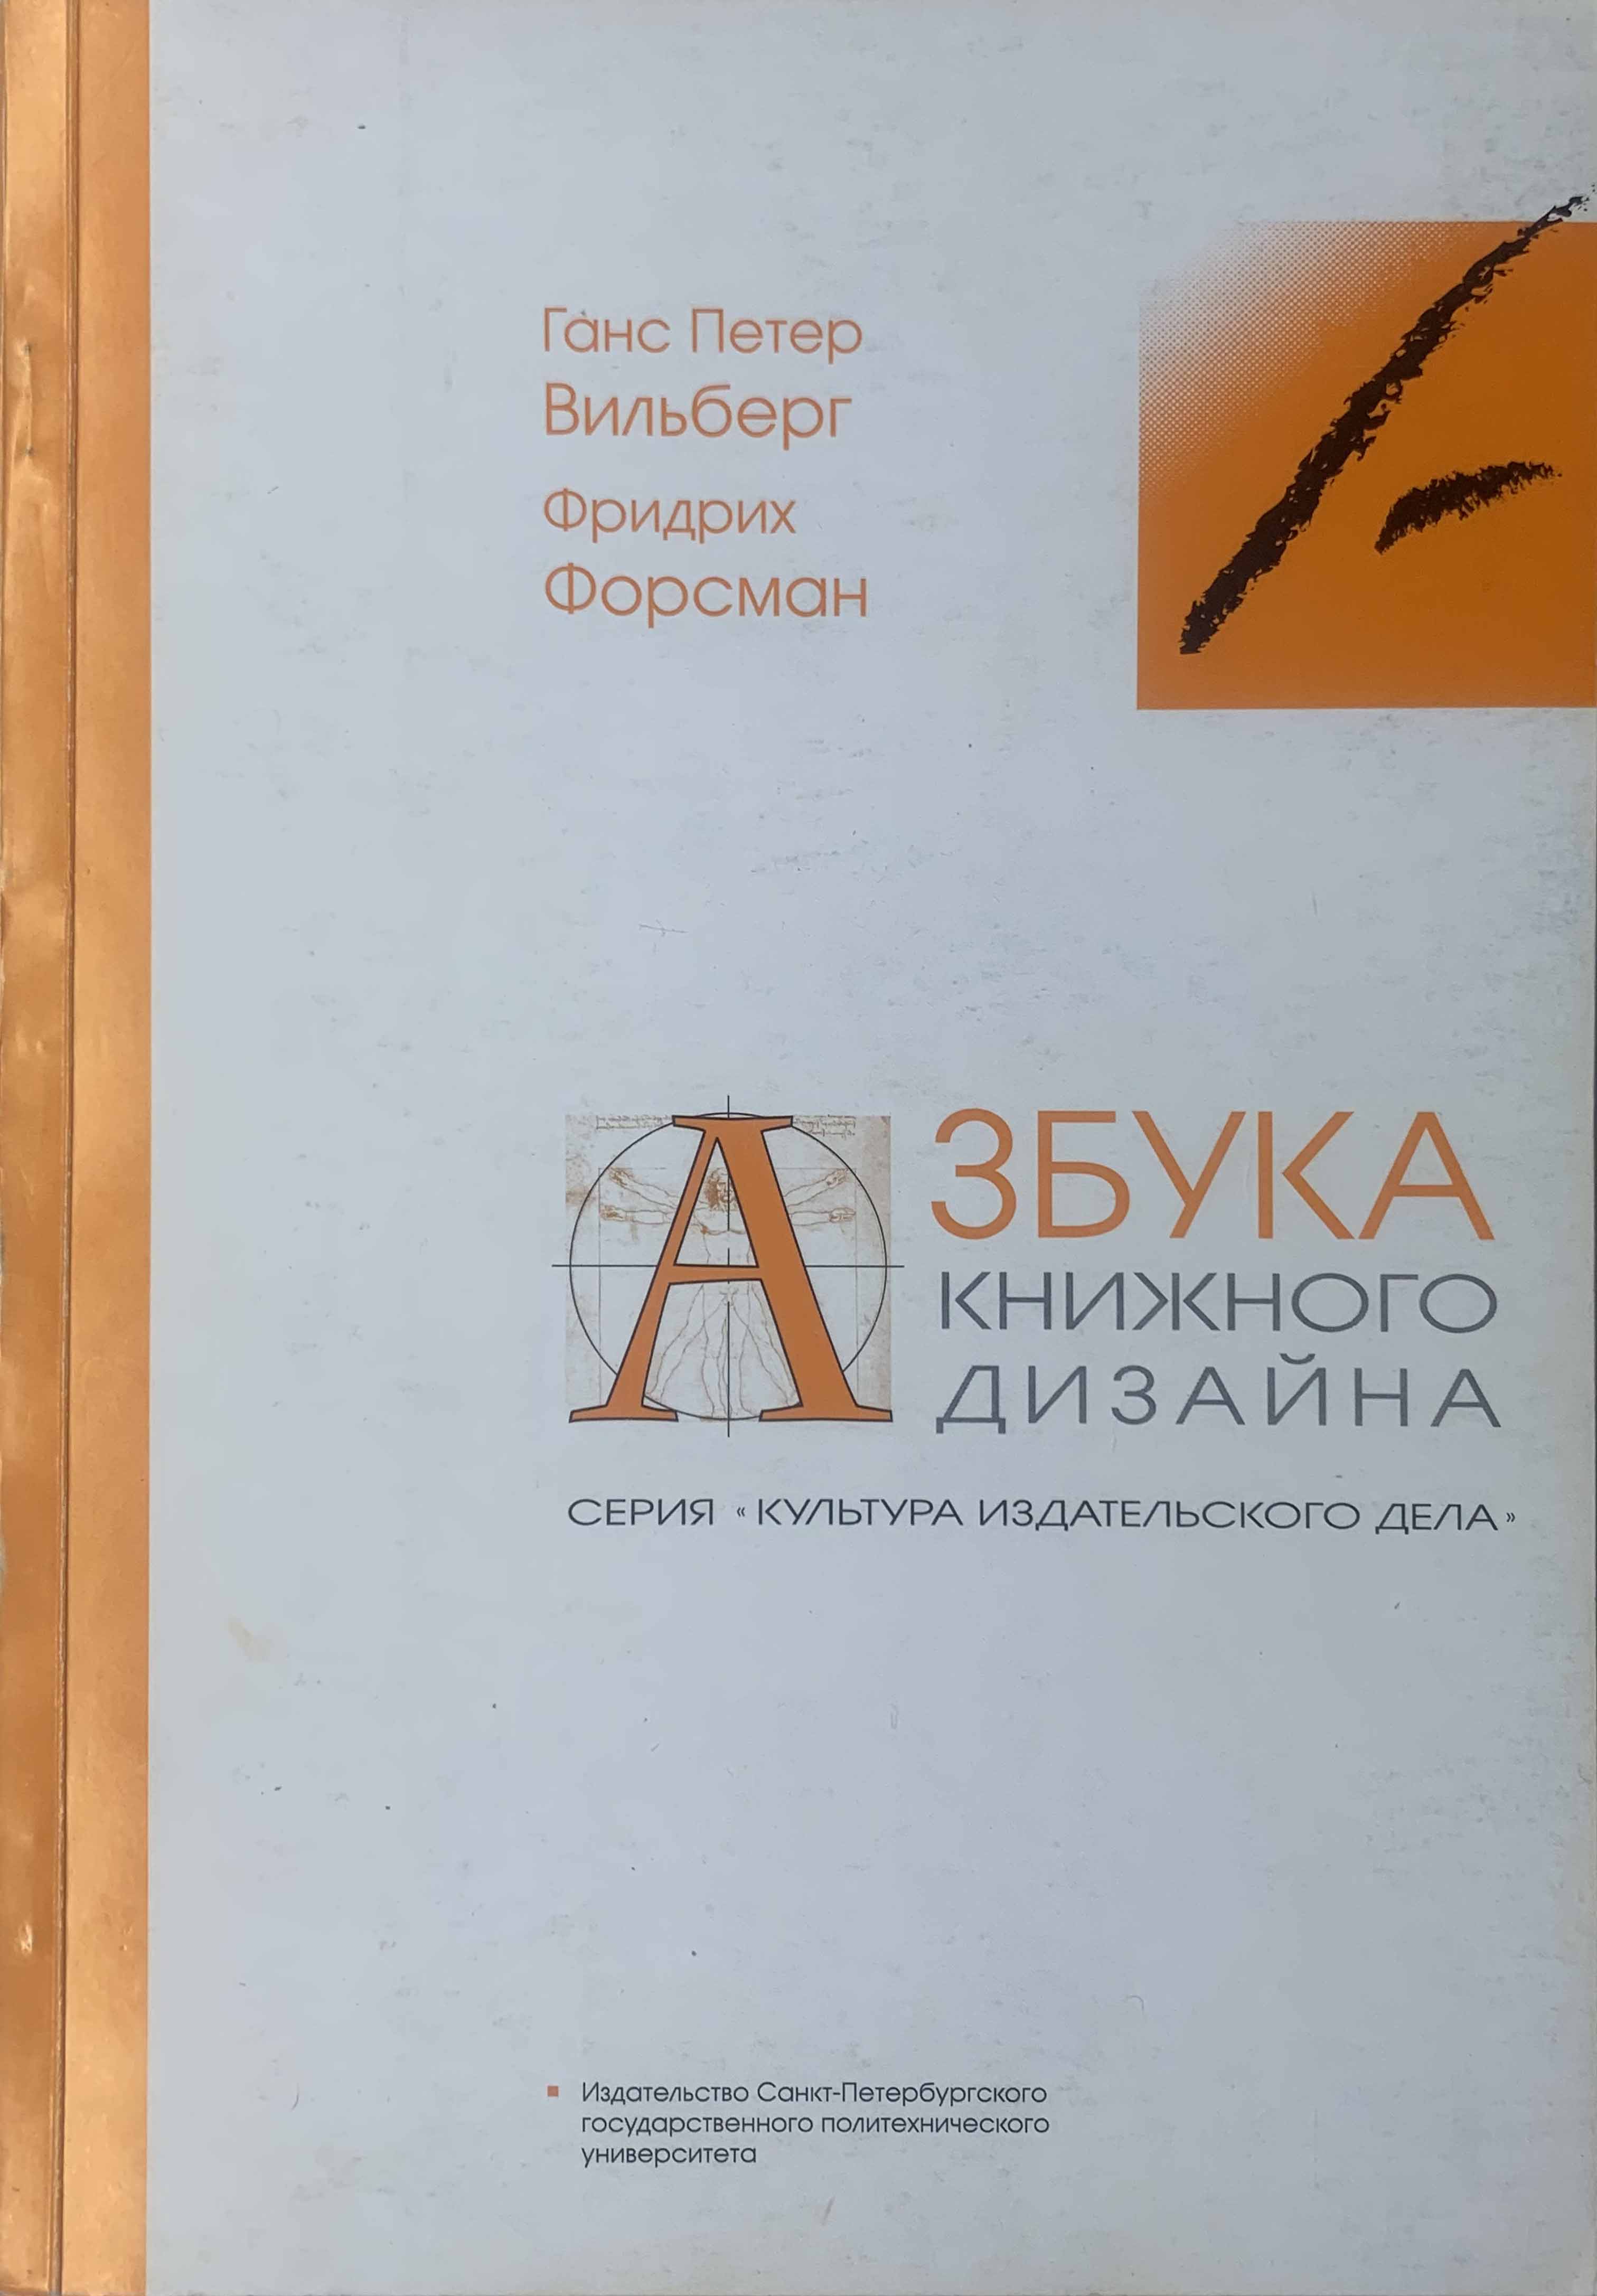 Ганс Петер
Вильберг
Фридрих
Форсман
АЗБУКА
КНИЖНОГО
ДИЗАЙНА
СЕРИЯ «КУЛЬТУРА ИЗДАТЕЛЬСКОГО ДЕЛА»
Издательство Санкт-Петербургского
государственного политехнического
университета